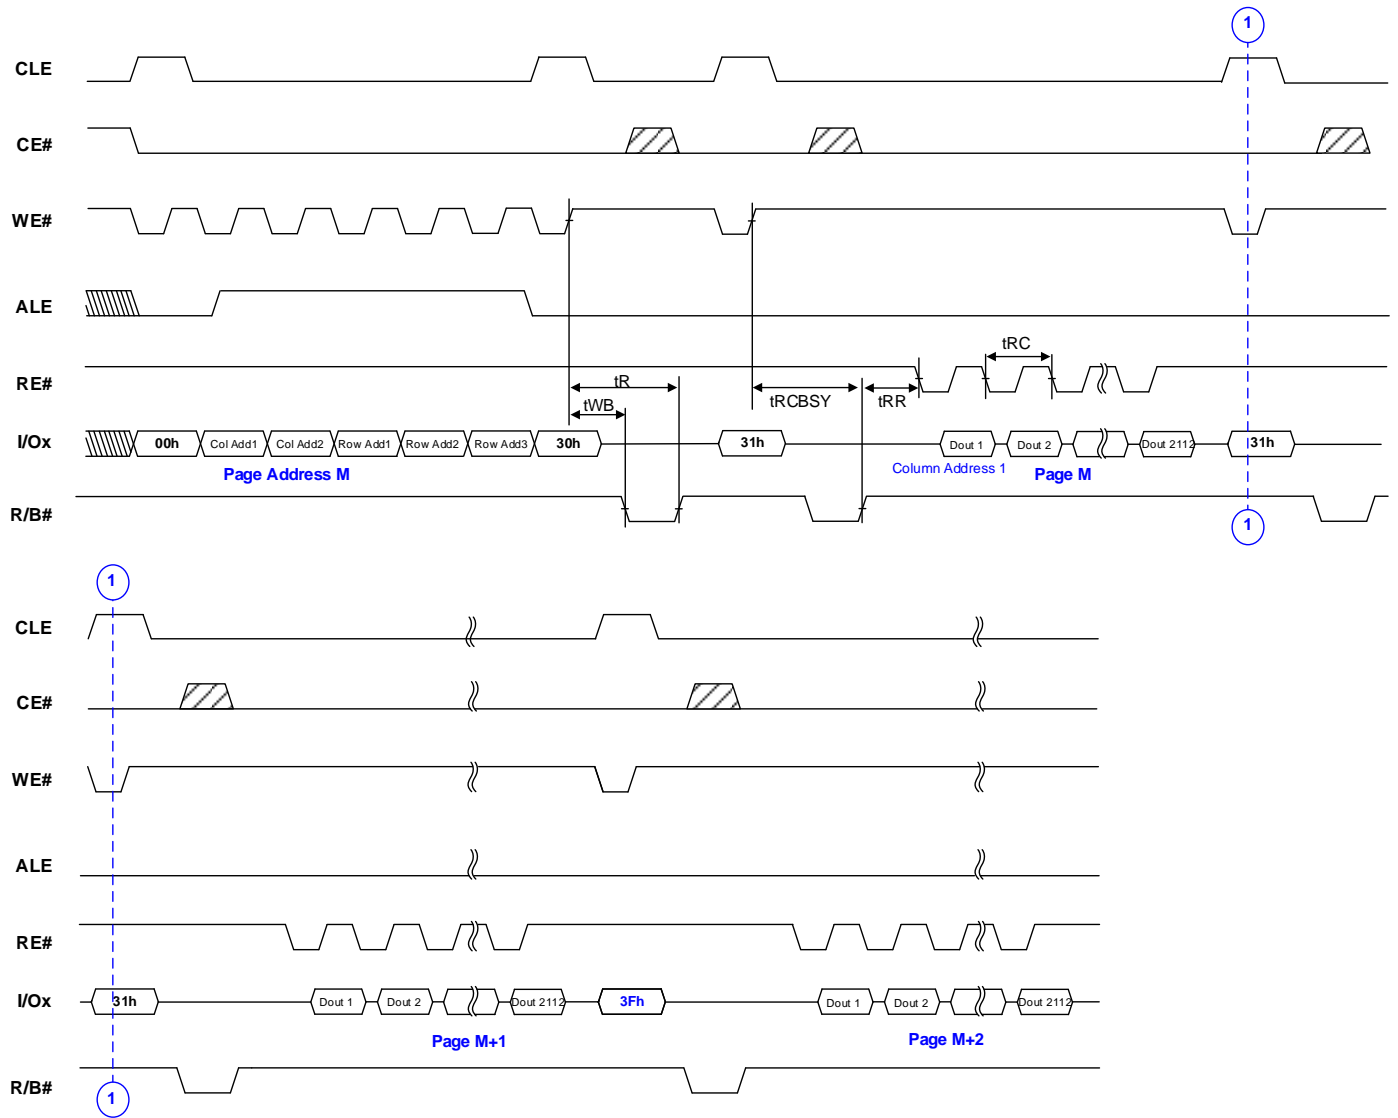 1
CLE
CE#
WE#
ALE
RE#
tRC
tR
tWB
tRCBSY
tRR
I/Ox
00h
Col Add1
Col Add2
Row Add1
Row Add2
Row Add3
30h
31h
Dout 1
Dout 2
Dout 2112
31h
Page Address M
Column Address 1
Page M
R/B#
1
1
CLE
CE#
WE#
ALE
RE#
I/Ox
31h
Dout 1
Dout 2
Dout 2112
3Fh
Dout 1
Dout 2
Dout 2112
Page M+1
Page M+2
R/B#
1